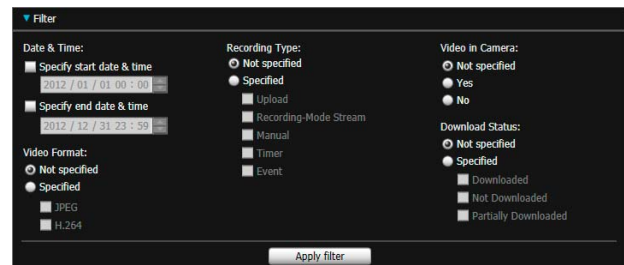 Filter
Date & Time:
Specify start date & time
2012 / 01 / 01 00 : 00
Specify end date & time
2012 / 12 / 31 23 : 59
Video Format:
Not specified
Specified
JPEG
H.264
Recording Type:
Not specified
Specified
Upload
Recording-Mode Stream
Manual
Timer
Event
Video in Camera:
Not specified
Yes
No
Download Status:
Not specified
Specified
Downloaded
Not Downloaded
Partially Downloaded
Apply filter